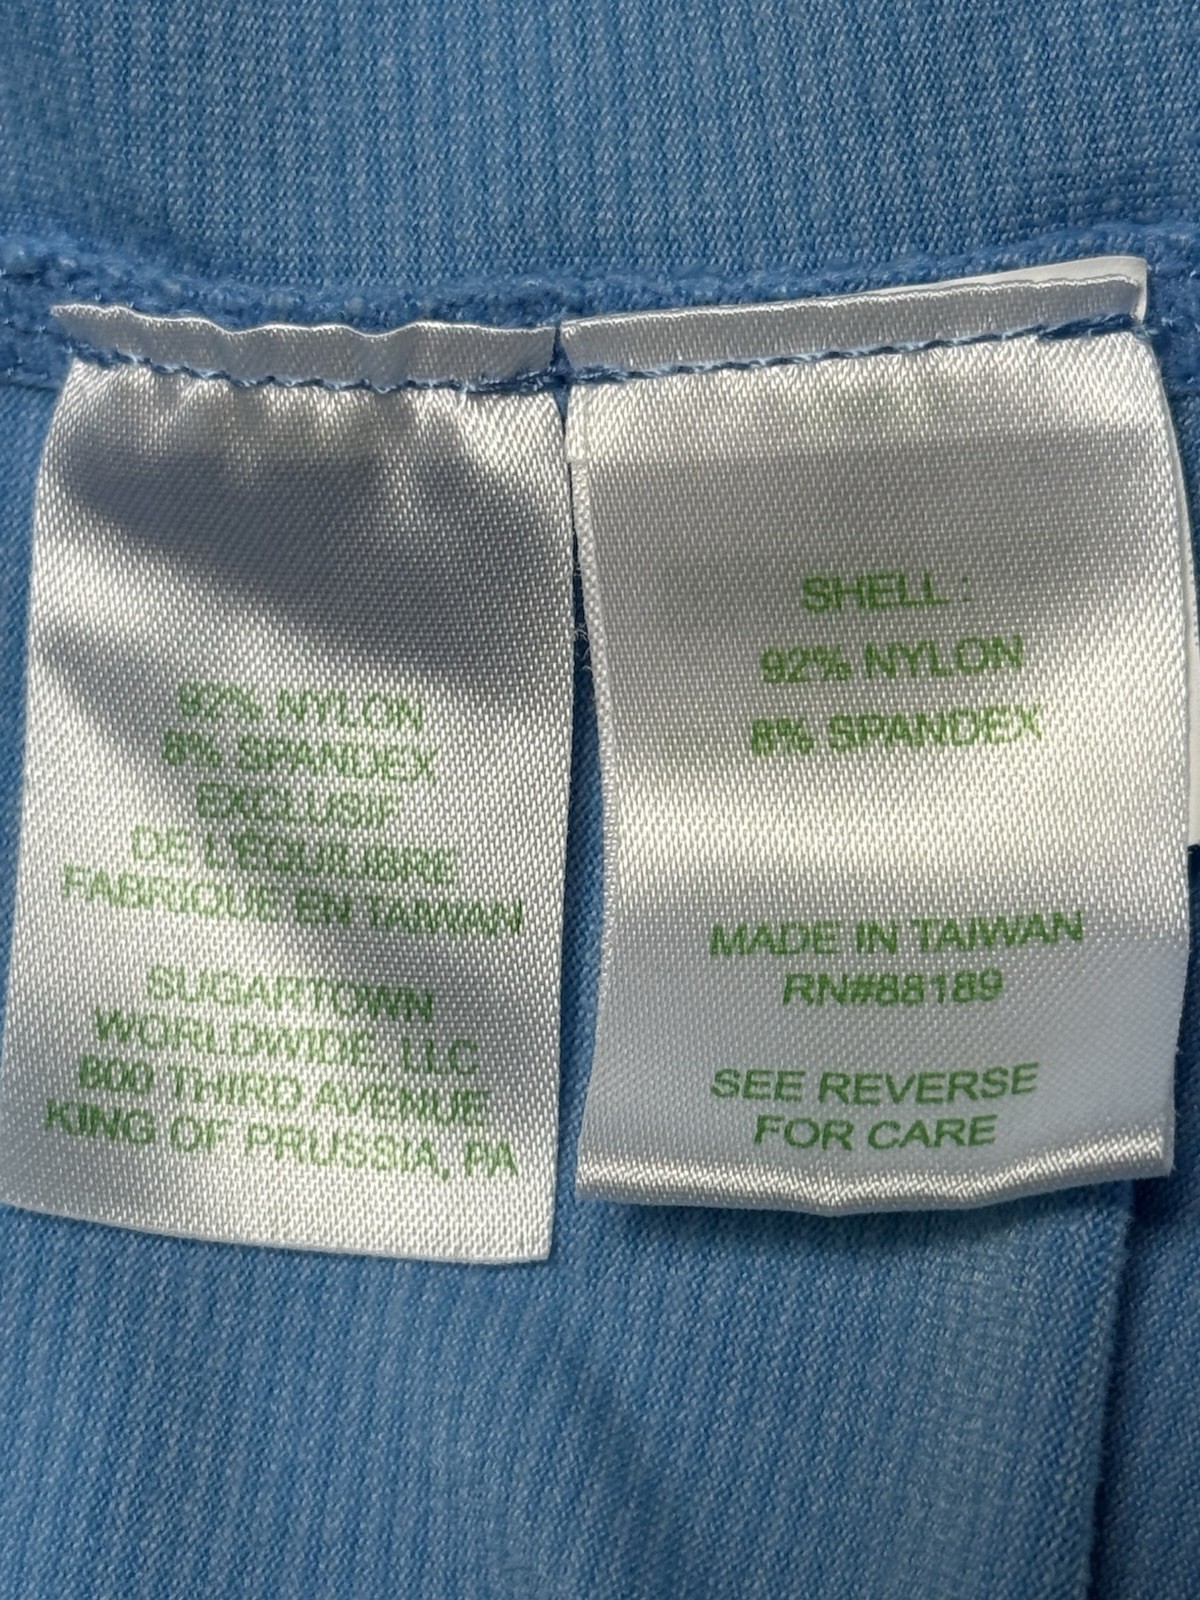 92% NYLON
8% SPANDEX
EXCLUSIF
DE L'EQUILIBRE
FABRIQUE EN TAIWAN
SUGARTOWN
WORLDWIDE, LLC
800 THIRD AVENUE
KING OF PRUSSIA, PA
SHELL :
92% NYLON
8% SPANDEX
MADE IN TAIWAN
RN#88189
SEE REVERSE
FOR CARE